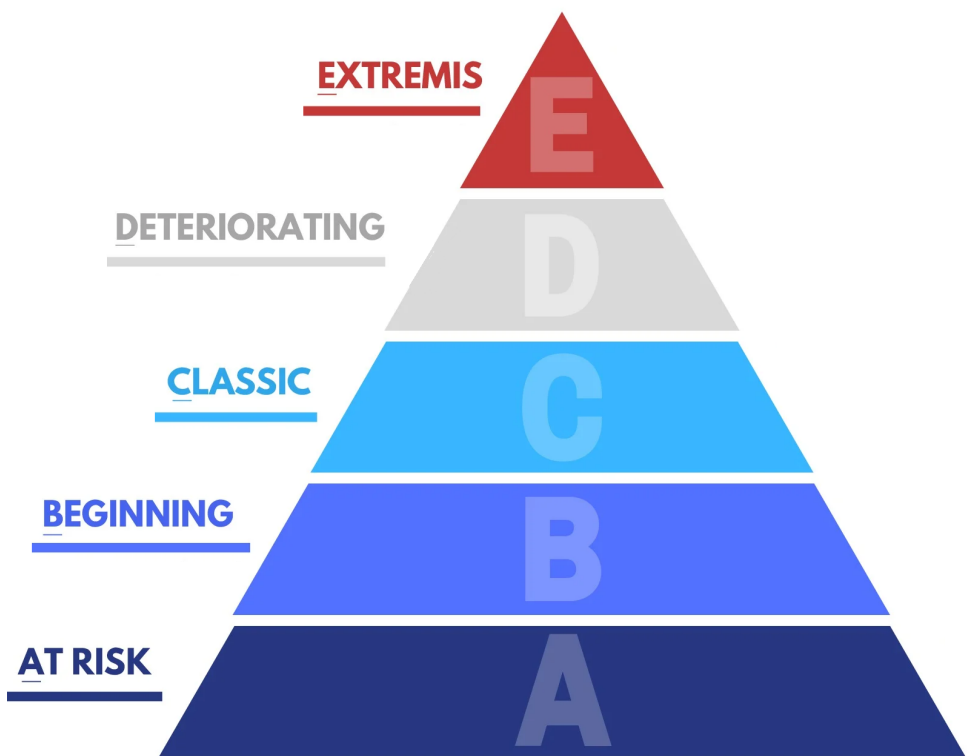 EXTREMIS
E
DETERIORATING
D
CLASSIC
C
BEGINNING
B
AT RISK
A